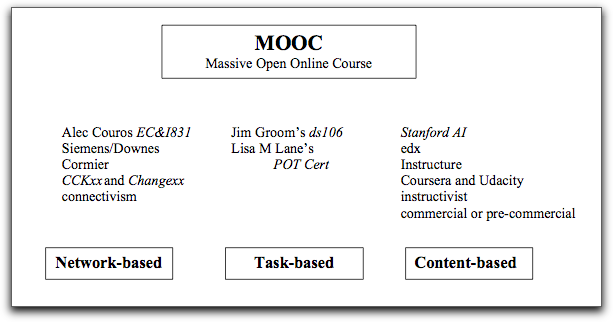 MOOC
Massive Open Online Course
Alec Couros EC&I831
Siemens/Downes
Cormier
CCKxx and Changexx
connectivism
Jim Groom's ds106
Lisa M Lane's
POT Cert
Stanford AI
edx
Instructure
Coursera and Udacity
instructivist
commercial or pre-commercial
Network-based
Task-based
Content-based